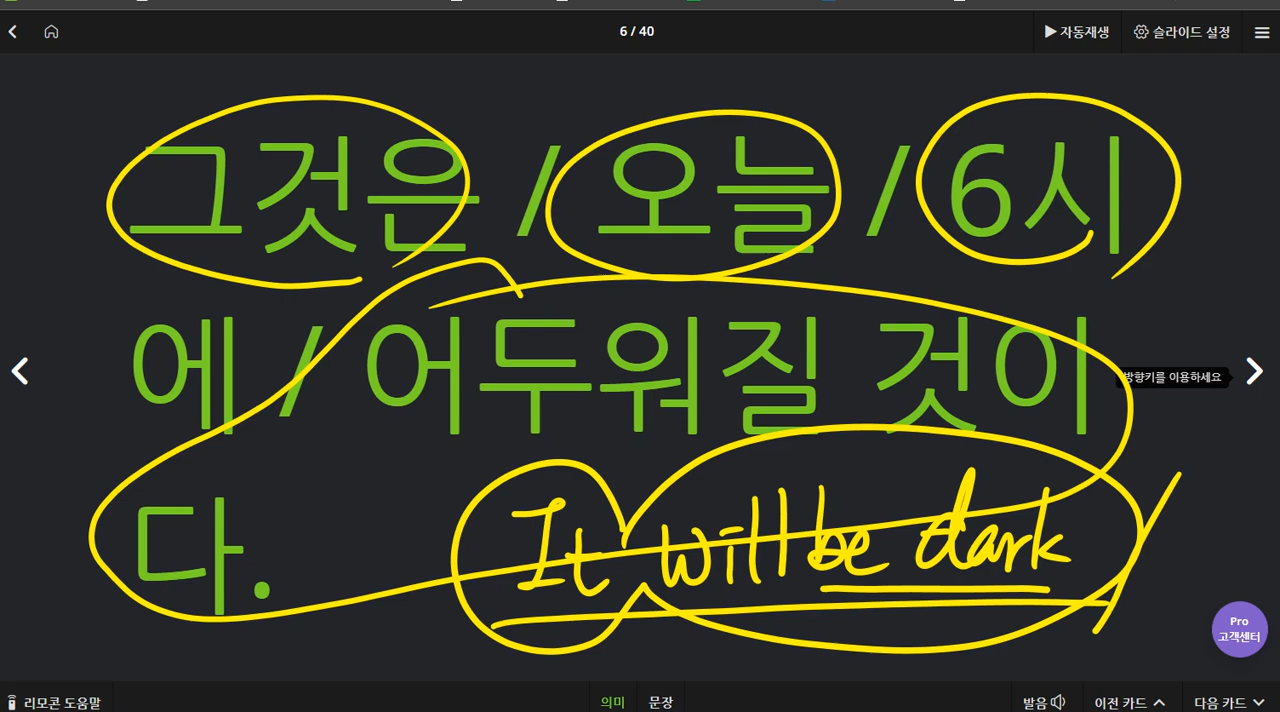 6 / 40
자동재생
슬라이드 설정
그것은 / 오늘 / 6시
에 / 어두워질 것이
다.
방향키를 이용하세요
It will be dark
Pro
고객센터
리모콘 도움말
의미
문장
발음
이전 카드
다음 카드